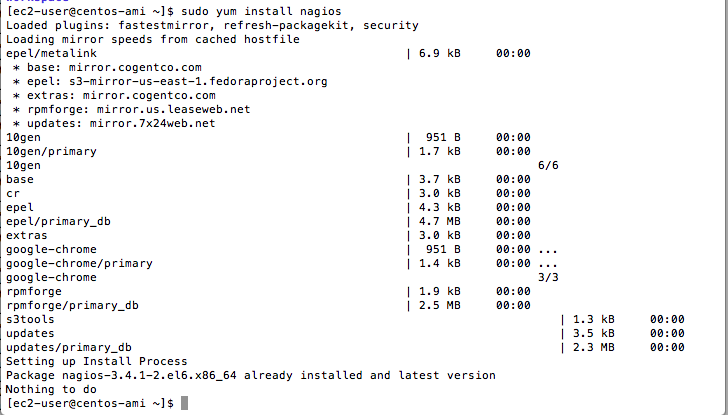 [ec2-user@centos-ami ~]$ sudo yum install nagios
Loaded plugins: fastestmirror, refresh-packagekit, security
Loading mirror speeds from cached hostfile
epel/metalink | 6.9 kB 00:00
* base: mirror.cogentco.com
* epel: s3-mirror-us-east-1.fedoraproject.org
* extras: mirror.cogentco.com
* rpmforge: mirror.us.leaseweb.net
* updates: mirror.7x24web.net
10gen | 951 B 00:00
10gen/primary | 1.7 kB 00:00
10gen 6/6
base | 3.7 kB 00:00
cr | 3.0 kB 00:00
epel | 4.3 kB 00:00
epel/primary_db | 4.7 MB 00:00
extras | 3.0 kB 00:00
google-chrome | 951 B 00:00 ...
google-chrome/primary | 1.4 kB 00:00 ...
google-chrome 3/3
rpmforge | 1.9 kB 00:00
rpmforge/primary_db | 2.5 MB 00:00
s3tools | 1.3 kB 00:00
updates | 3.5 kB 00:00
updates/primary_db | 2.3 MB 00:00
Setting up Install Process
Package nagios-3.4.1-2.el6.x86_64 already installed and latest version
Nothing to do
[ec2-user@centos-ami ~]$